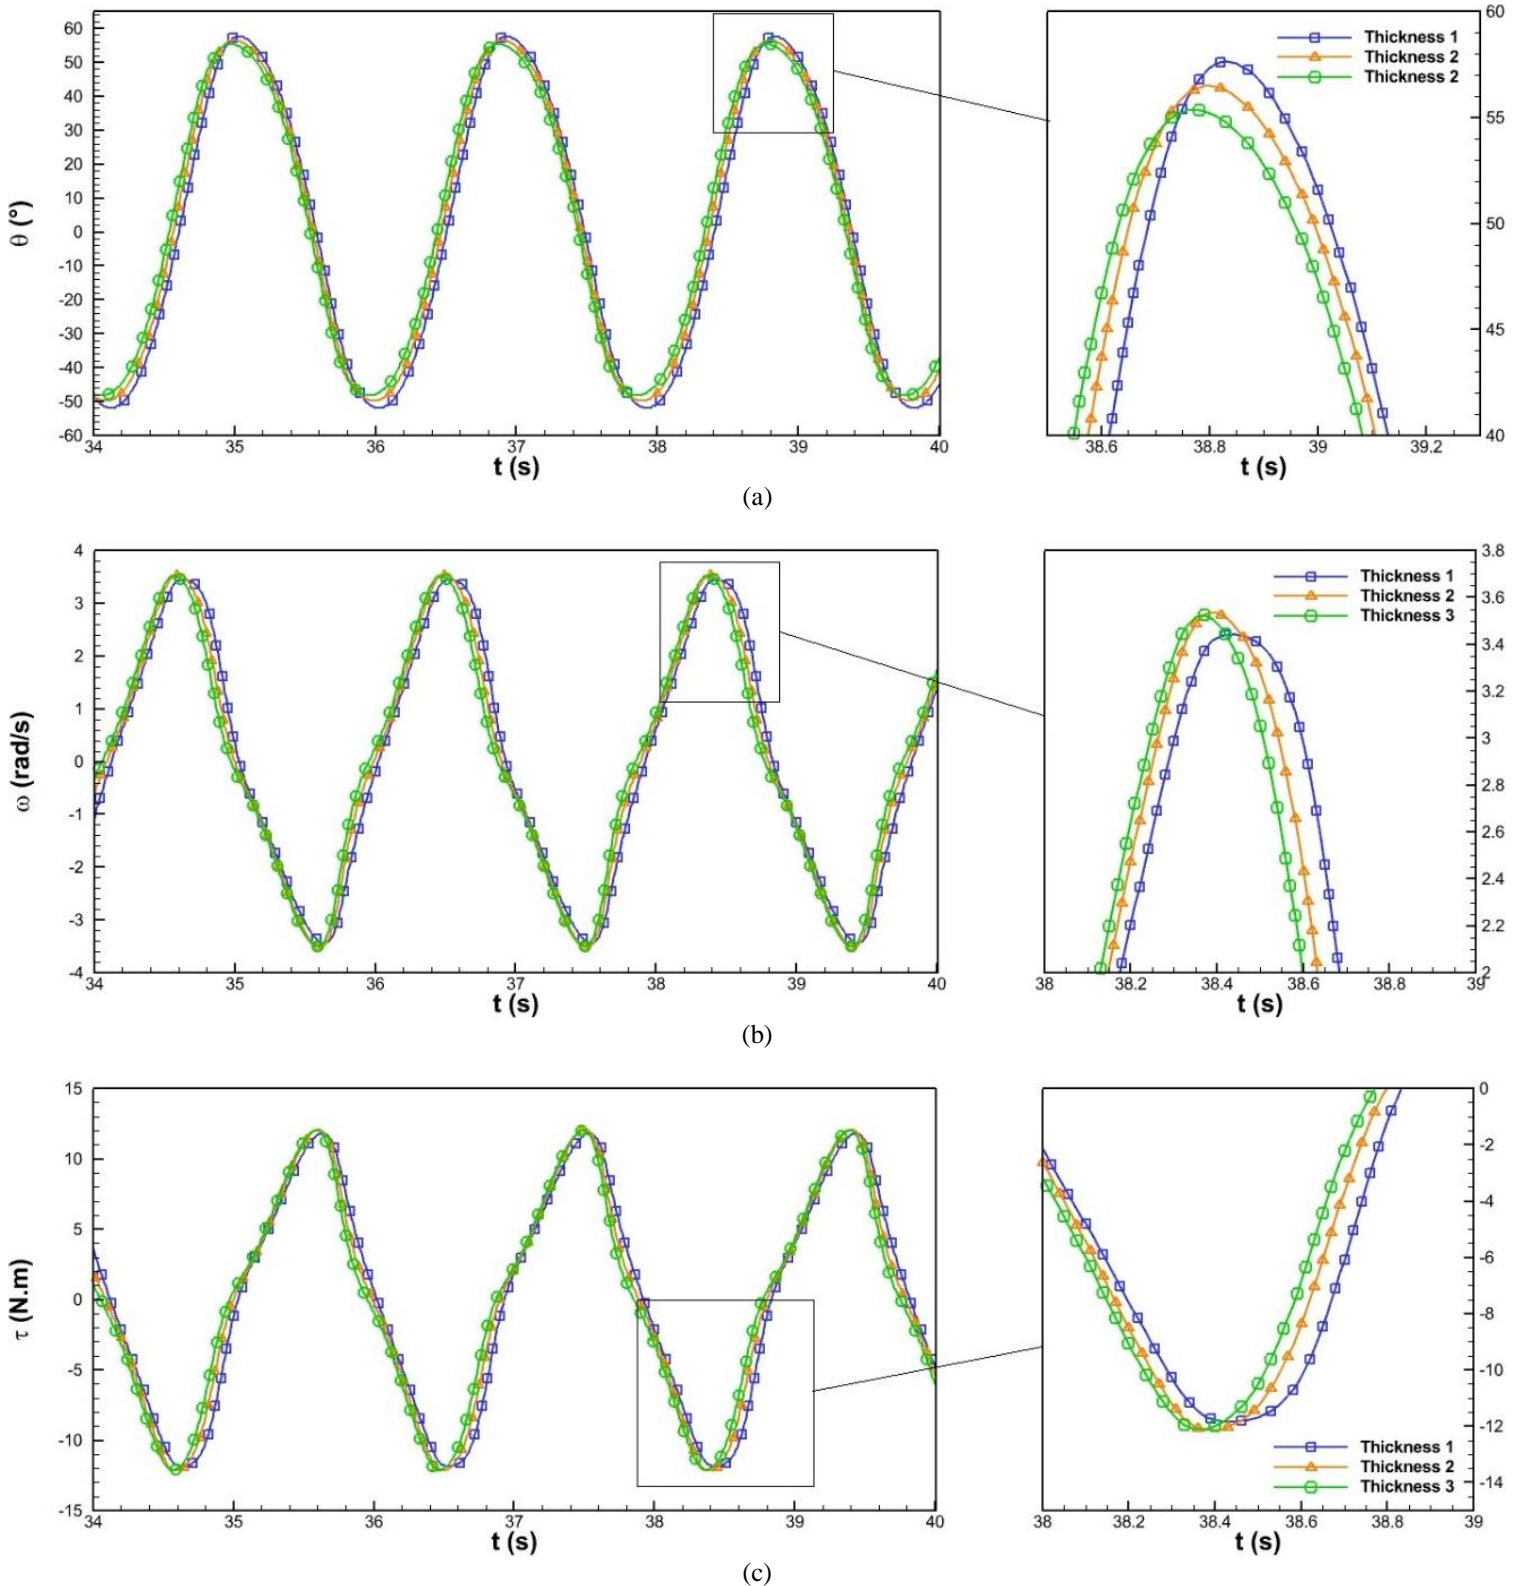 θ (°)
60
50
40
30
20
10
0
-10
-20
-30
-40
-50
-60
34 35 36 37 38 39 40
t (s)
Thickness 1
Thickness 2
Thickness 2
60
55
50
45
40
38.6 38.8 39 39.2
t (s)
(a)
ω (rad/s)
4
3
2
1
0
-1
-2
-3
-4
34 35 36 37 38 39 40
t (s)
Thickness 1
Thickness 2
Thickness 3
3.8
3.6
3.4
3.2
3
2.8
2.6
2.4
2.2
2
38 38.2 38.4 38.6 38.8 39
t (s)
(b)
τ (N.m)
15
10
5
0
-5
-10
-15
34 35 36 37 38 39 40
t (s)
0
-2
-4
-6
-8
-10
-12
-14
Thickness 1
Thickness 2
Thickness 3
38 38.2 38.4 38.6 38.8 39
t (s)
(c)